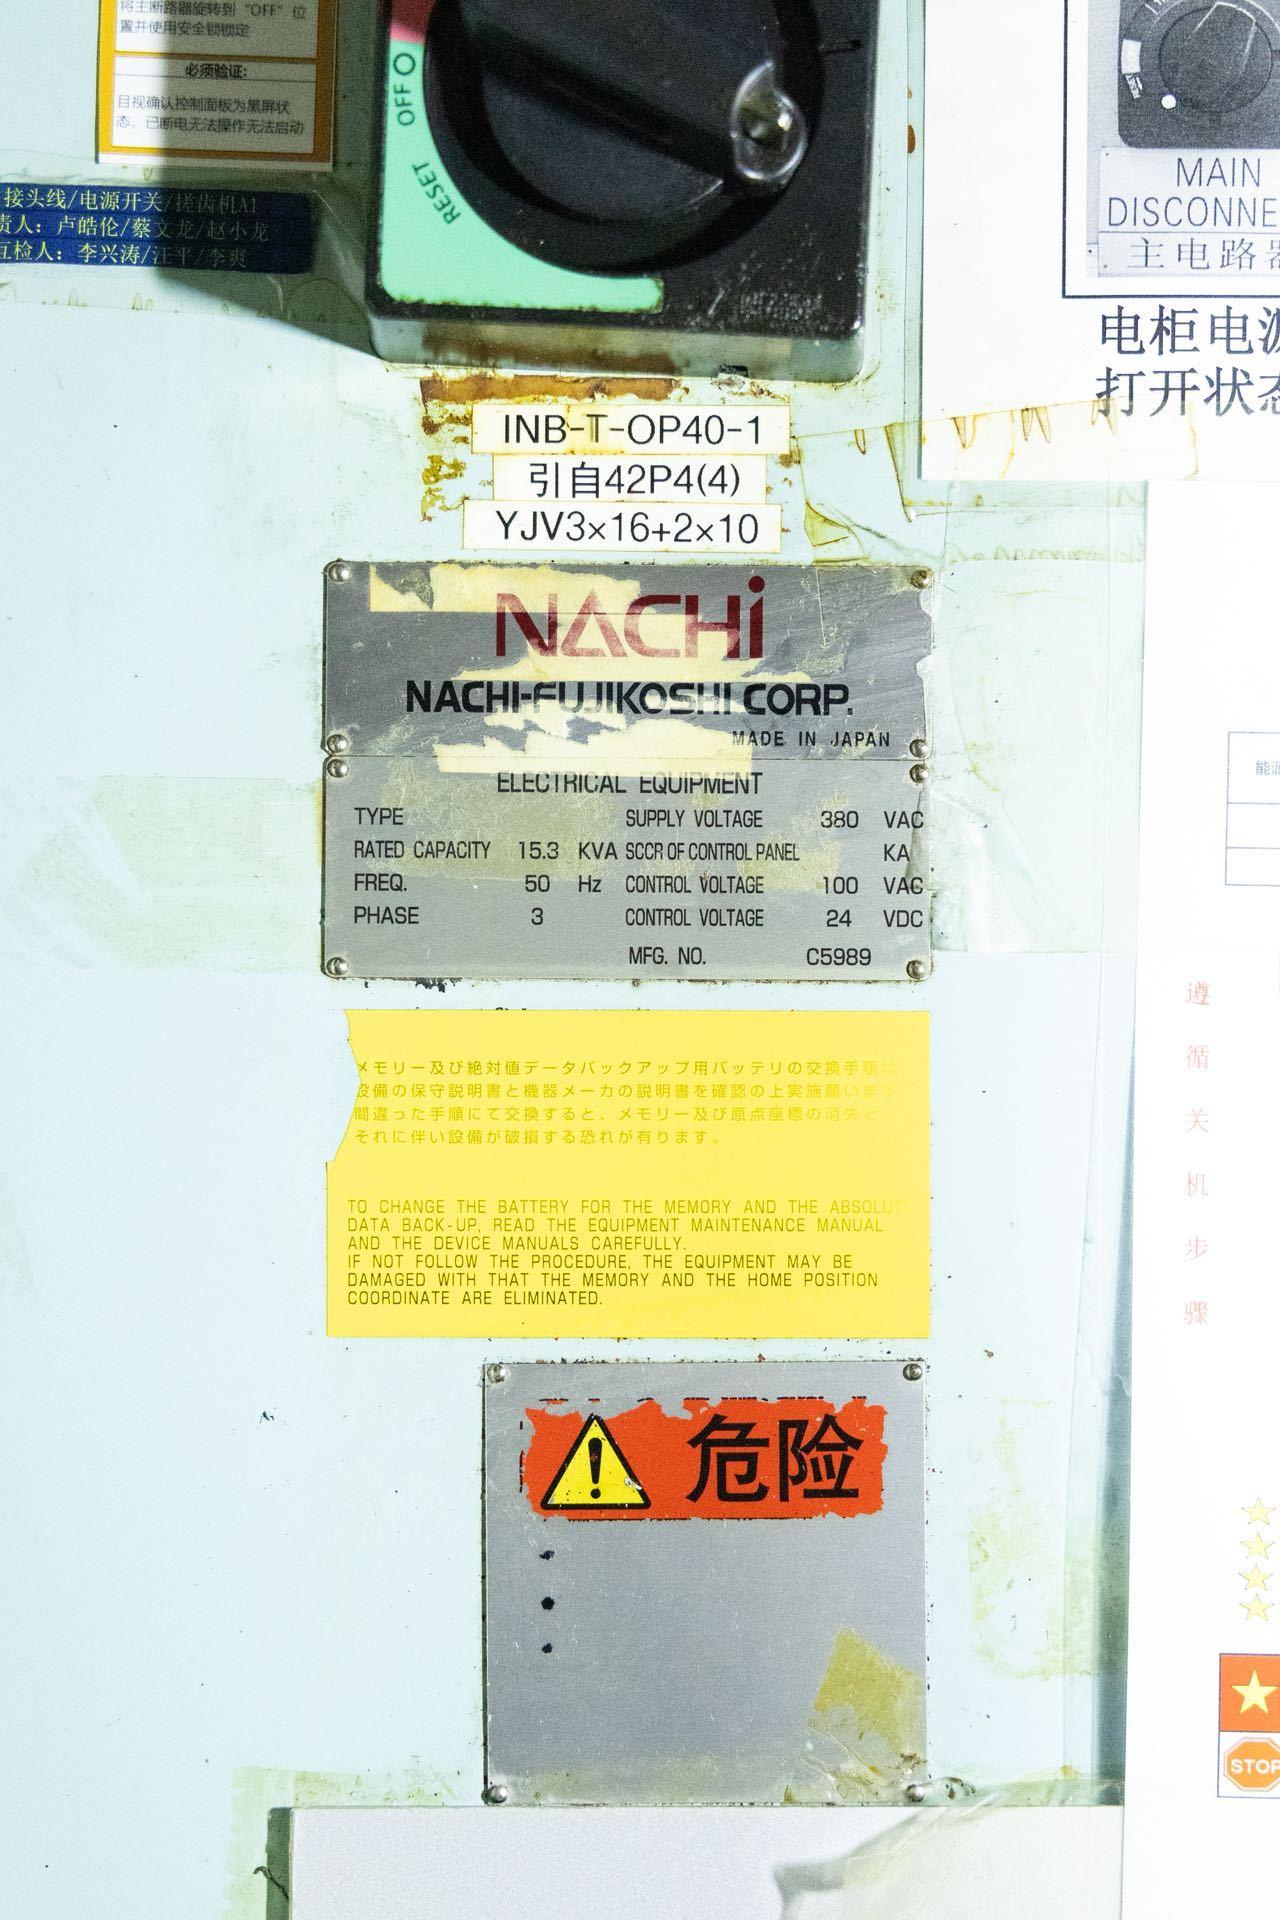 将主断路器旋转到“OFF”位
置并使用安全锁锁定
必须验证:
目视确认控制面板为黑屏状
态，已断电无法操作无法启动
接头线/电源开关/搓齿机A1
责人：卢皓伦/蔡文龙/赵小龙
互检人：李兴涛/汪平/李爽
OFF O
RESET
MAIN
DISCONNE
主电路器
电柜电源
打开状态
INB-T-OP40-1
引自42P4(4)
YJV3×16+2×10
NACHi
NACHI-FUJIKOSHI CORP.
MADE IN JAPAN
ELECTRICAL EQUIPMENT
TYPE SUPPLY VOLTAGE 380 VAC
RATED CAPACITY 15.3 KVA SCCR OF CONTROL PANEL KA
FREQ. 50 Hz CONTROL VOLTAGE 100 VAC
PHASE 3 CONTROL VOLTAGE 24 VDC
MFG. NO. C5989
メモリー及び絶対値データバックアップ用バッテリの交換手順は
設備の保守説明書と機器メーカの説明書を確認の上実施願います
間違った手順にて交換すると、メモリー及び原点座標の消失と
それに伴い設備が破損する恐れが有ります。
TO CHANGE THE BATTERY FOR THE MEMORY AND THE ABSOLUTE
DATA BACK-UP, READ THE EQUIPMENT MAINTENANCE MANUAL
AND THE DEVICE MANUALS CAREFULLY.
IF NOT FOLLOW THE PROCEDURE, THE EQUIPMENT MAY BE
DAMAGED WITH THAT THE MEMORY AND THE HOME POSITION
COORDINATE ARE ELIMINATED.
危险
能源
遵
循
关
机
步
骤
STOP